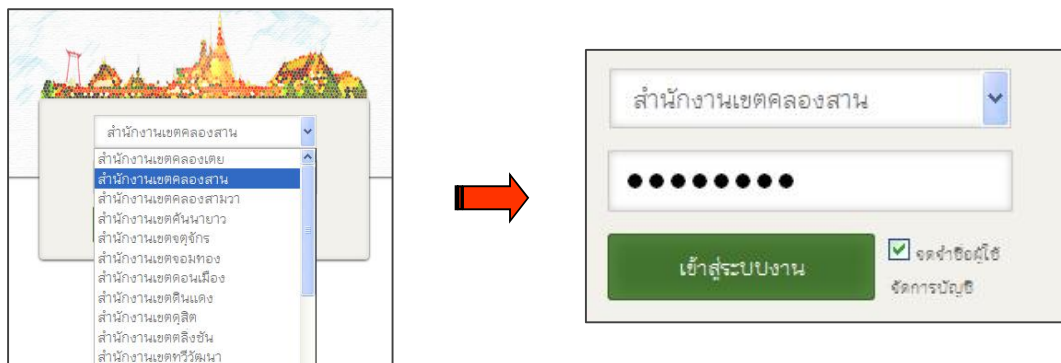 สำนักงานเขตคลองสาน
สำนักงานเขตคลองเตย
สำนักงานเขตคลองสาน
สำนักงานเขตคลองสามวา
สำนักงานเขตคันนายาว
สำนักงานเขตจตุจักร
สำนักงานเขตจอมทอง
สำนักงานเขตดอนเมือง
สำนักงานเขตดินแดง
สำนักงานเขตดุสิต
สำนักงานเขตตลิ่งชัน
สำนักงานเขตทวีวัฒนา
สำนักงานเขตคลองสาน
เข้าสู่ระบบงาน
จดจำชื่อผู้ใช้
จัดการบัญชี